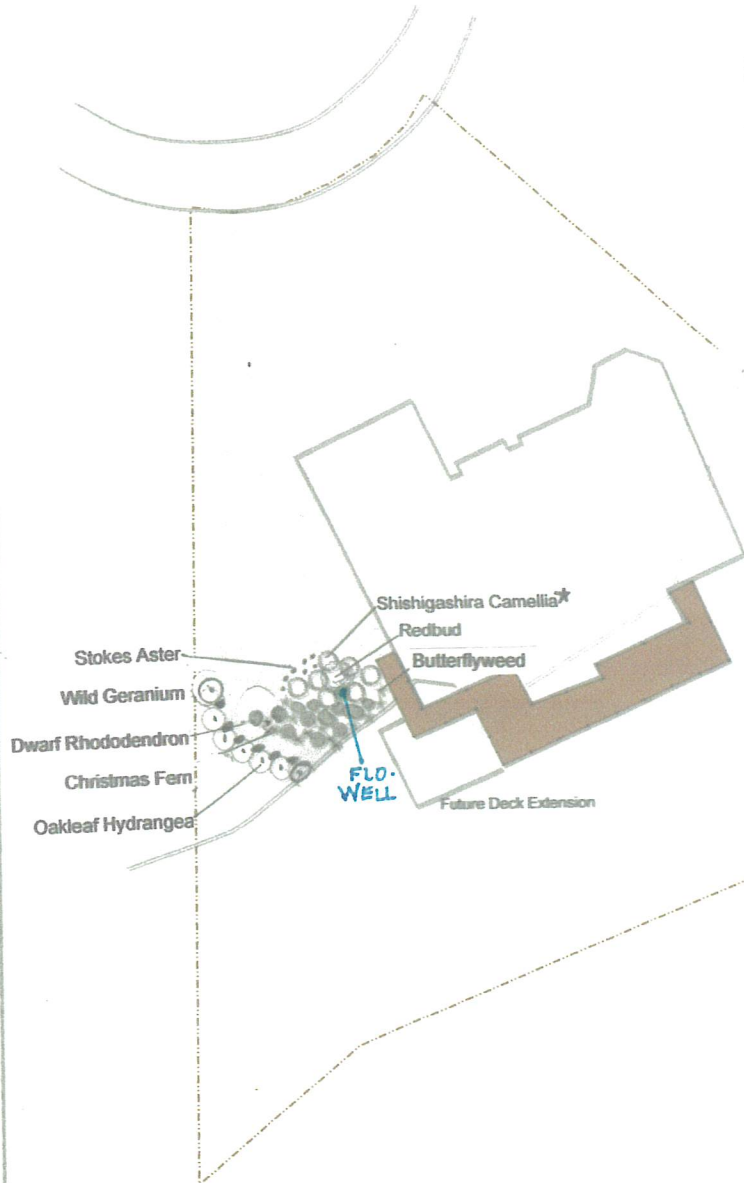 Shishigashira Camellia*
Redbud
Butterflyweed
Stokes Aster
Wild Geranium
Dwarf Rhododendron
Christmas Fern
Oakleaf Hydrangea
FLO-
WELL
Future Deck Extension